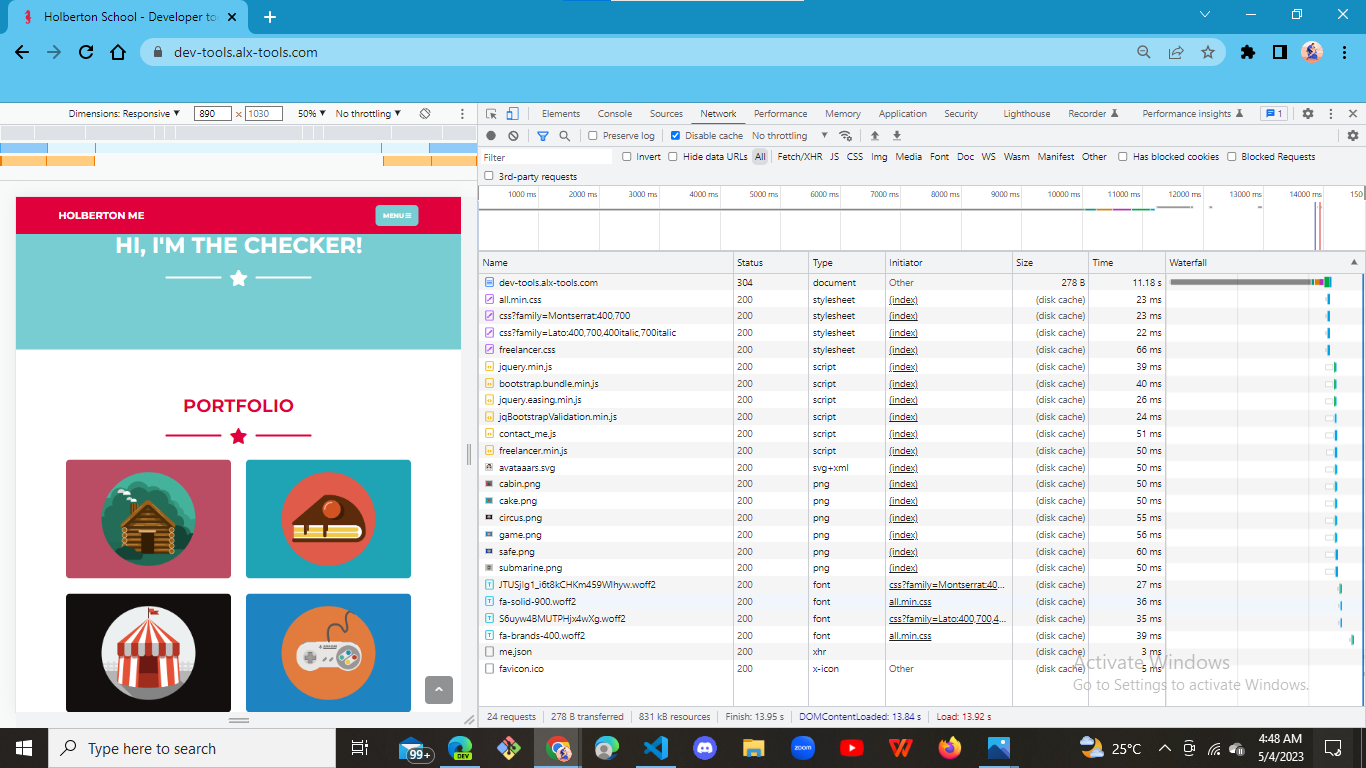 Holberton School - Developer to
dev-tools.alx-tools.com
Dimensions: Responsive 890 × 1030 50% No throttling
HOLBERTON ME
MENU
HI, I'M THE CHECKER!
PORTFOLIO
Elements Console Sources Network Performance Memory Application Security Lighthouse Recorder Performance insights 1
Preserve log Disable cache No throttling
Filter Invert Hide data URLs All Fetch/XHR JS CSS Img Media Font Doc WS Wasm Manifest Other Has blocked cookies Blocked Requests
3rd-party requests
1000 ms 2000 ms 3000 ms 4000 ms 5000 ms 6000 ms 7000 ms 8000 ms 9000 ms 10000 ms 11000 ms 12000 ms 13000 ms 14000 ms 150
Name Status Type Initiator Size Time Waterfall
dev-tools.alx-tools.com 304 document Other 278 B 11.18 s
all.min.css 200 stylesheet (index) (disk cache) 23 ms
css?family=Montserrat:400,700 200 stylesheet (index) (disk cache) 23 ms
css?family=Lato:400,700,400italic,700italic 200 stylesheet (index) (disk cache) 22 ms
freelancer.css 200 stylesheet (index) (disk cache) 66 ms
jquery.min.js 200 script (index) (disk cache) 39 ms
bootstrap.bundle.min.js 200 script (index) (disk cache) 40 ms
jquery.easing.min.js 200 script (index) (disk cache) 26 ms
jqBootstrapValidation.min.js 200 script (index) (disk cache) 24 ms
contact_me.js 200 script (index) (disk cache) 51 ms
freelancer.min.js 200 script (index) (disk cache) 50 ms
avataaars.svg 200 svg+xml (index) (disk cache) 50 ms
cabin.png 200 png (index) (disk cache) 50 ms
cake.png 200 png (index) (disk cache) 50 ms
circus.png 200 png (index) (disk cache) 55 ms
game.png 200 png (index) (disk cache) 56 ms
safe.png 200 png (index) (disk cache) 60 ms
submarine.png 200 png (index) (disk cache) 50 ms
JTUSjIg1_i6t8kCHKm459Wlhyw.woff2 200 font css?family=Montserrat:40... (disk cache) 27 ms
fa-solid-900.woff2 200 font all.min.css (disk cache) 36 ms
S6uyw4BMUTPHjx4wXg.woff2 200 font css?family=Lato:400,700,4... (disk cache) 35 ms
fa-brands-400.woff2 200 font all.min.css (disk cache) 39 ms
me.json 200 xhr (disk cache) 3 ms
favicon.ico 200 x-icon Other (disk cache) 5 ms
Activate Windows
Go to Settings to activate Windows.
24 requests 278 B transferred 831 kB resources Finish: 13.95 s DOMContentLoaded: 13.84 s Load: 13.92 s
Type here to search
99+
DEV
zoom
25°C
4:48 AM
5/4/2023